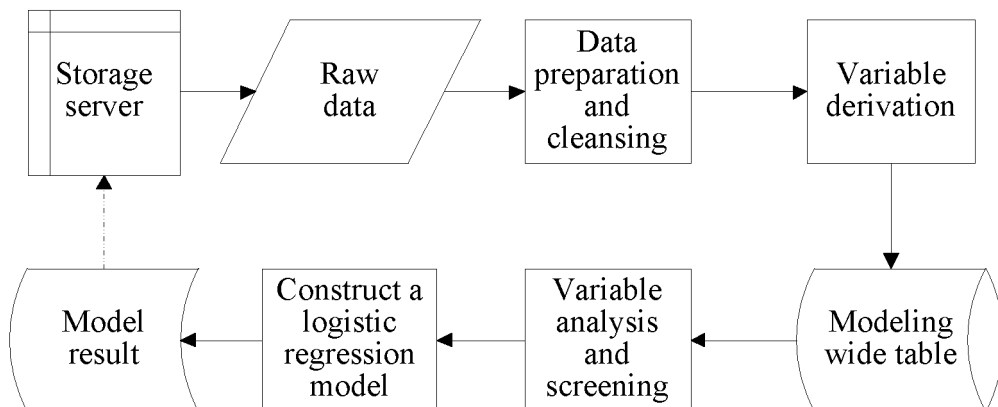 Storage
server
Raw
data
Data
preparation
and
cleansing
Variable
derivation
Model
result
Construct a
logistic
regression
model
Variable
analysis
and
screening
Modeling
wide table